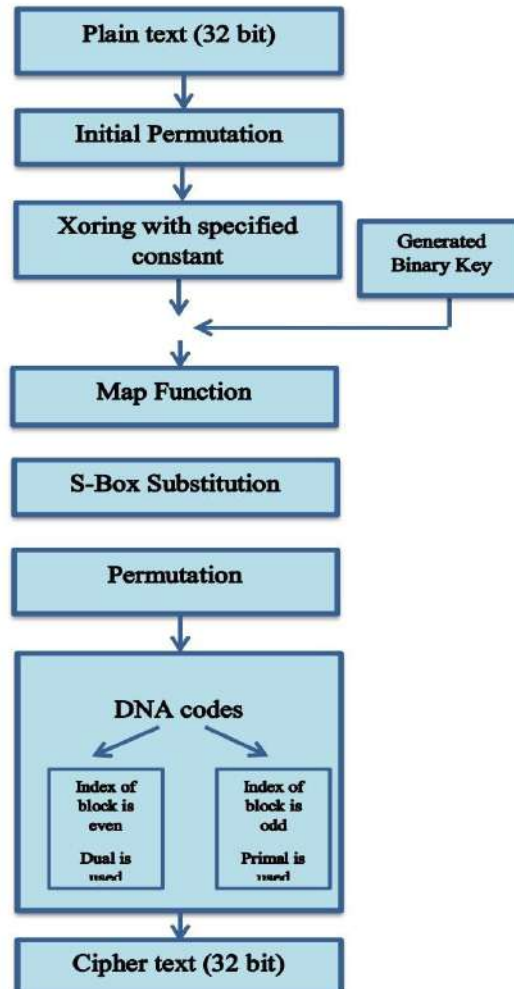 Plain text (32 bit)
Initial Permutation
Xoring with specified
constant
Generated
Binary Key
Map Function
S-Box Substitution
Permutation
DNA codes
Index of
block is
even
Dual is
used
Index of
block is
odd
Primal is
used
Cipher text (32 bit)